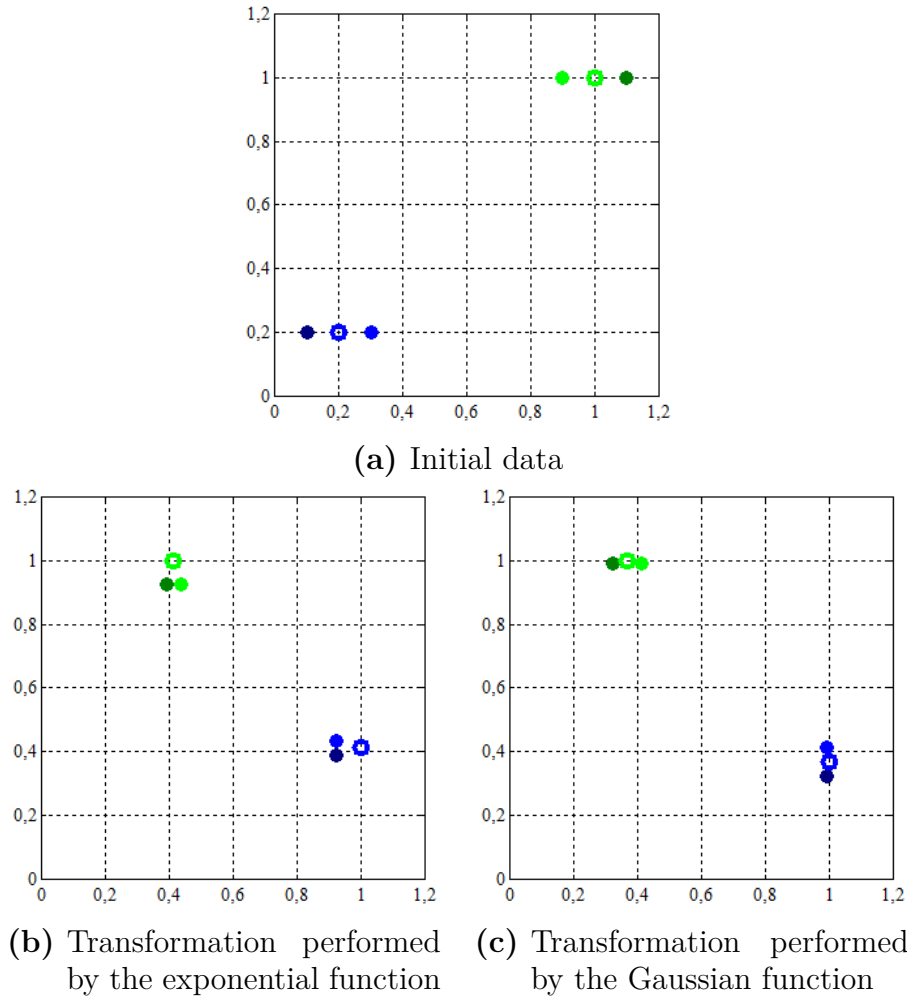 1,2
1
0,8
0,6
0,4
0,2
0
0 0,2 0,4 0,6 0,8 1 1,2
(a) Initial data
1,2
1
0,8
0,6
0,4
0,2
0
0 0,2 0,4 0,6 0,8 1 1,2
(b) Transformation performed
by the exponential function
1,2
1
0,8
0,6
0,4
0,2
0
0 0,2 0,4 0,6 0,8 1 1,2
(c) Transformation performed
by the Gaussian function